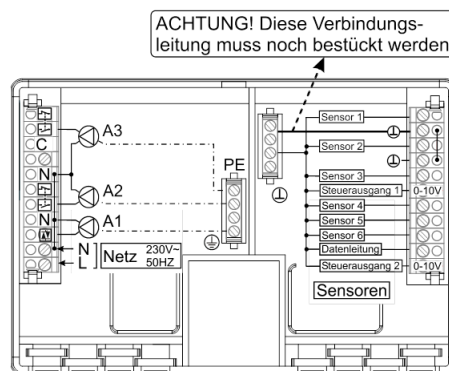 ACHTUNG! Diese Verbindungs-
leitung muss noch bestückt werden
A3
C
N
A2
N
A1
N
L
Netz 230V~
50HZ
PE
Sensor 1
Sensor 2
Sensor 3
Steuerausgang 1 0-10V
Sensor 4
Sensor 5
Sensor 6
Datenleitung
Steuerausgang 2 0-10V
Sensoren